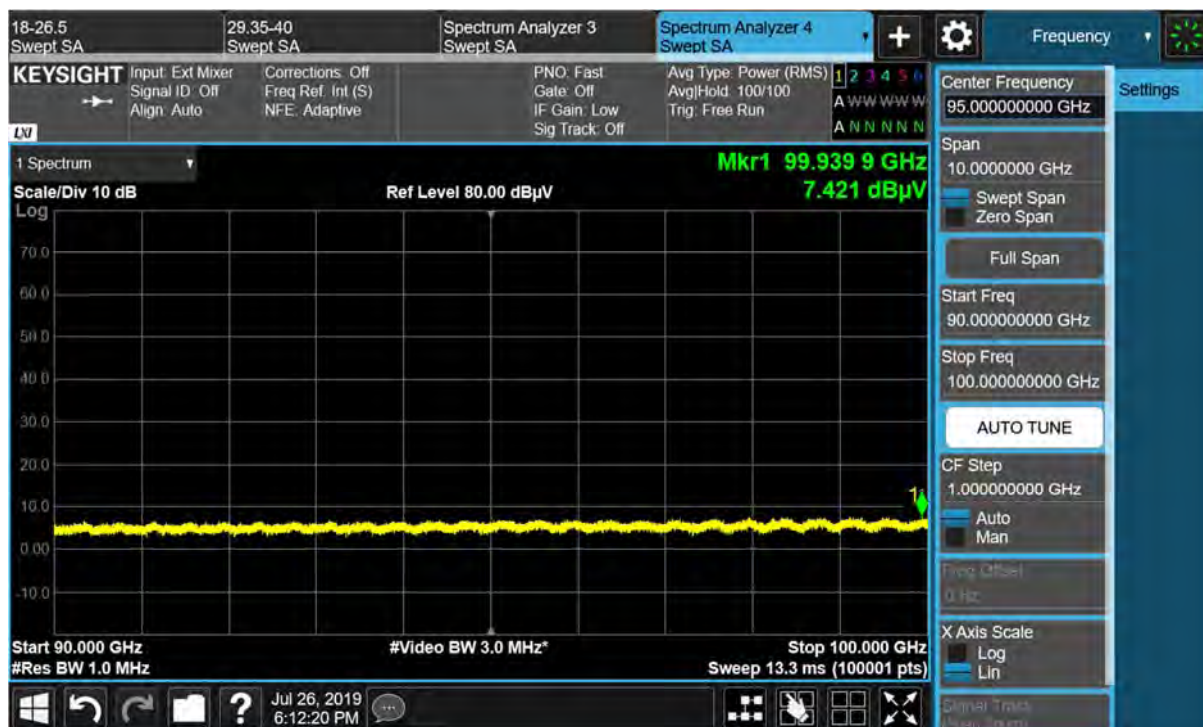 18-26.5
Swept SA
29.35-40
Swept SA
Spectrum Analyzer 3
Swept SA
Spectrum Analyzer 4
Swept SA
+
Frequency
KEYSIGHT
LXI
Input: Ext Mixer
Signal ID: Off
Align: Auto
Corrections: Off
Freq Ref: Int (S)
NFE: Adaptive
PNO: Fast
Gate: Off
IF Gain: Low
Sig Track: Off
Avg Type: Power (RMS)
Avg|Hold: 100/100
Trig: Free Run
1 2 3 4 5 6
A W W W W W
A N N N N N
1 Spectrum
Scale/Div 10 dB
Ref Level 80.00 dBµV
Mkr1 99.939 9 GHz
7.421 dBµV
Log
70.0
60.0
50.0
40.0
30.0
20.0
10.0
0.00
-10.0
1
Start 90.000 GHz
#Video BW 3.0 MHz*
Stop 100.000 GHz
#Res BW 1.0 MHz
Sweep 13.3 ms (100001 pts)
Jul 26, 2019
6:12:20 PM
Center Frequency
95.000000000 GHz
Settings
Span
10.0000000 GHz
Swept Span
Zero Span
Full Span
Start Freq
90.000000000 GHz
Stop Freq
100.000000000 GHz
AUTO TUNE
CF Step
1.000000000 GHz
Auto
Man
Freq Offset
0 Hz
X Axis Scale
Log
Lin
Signal Track